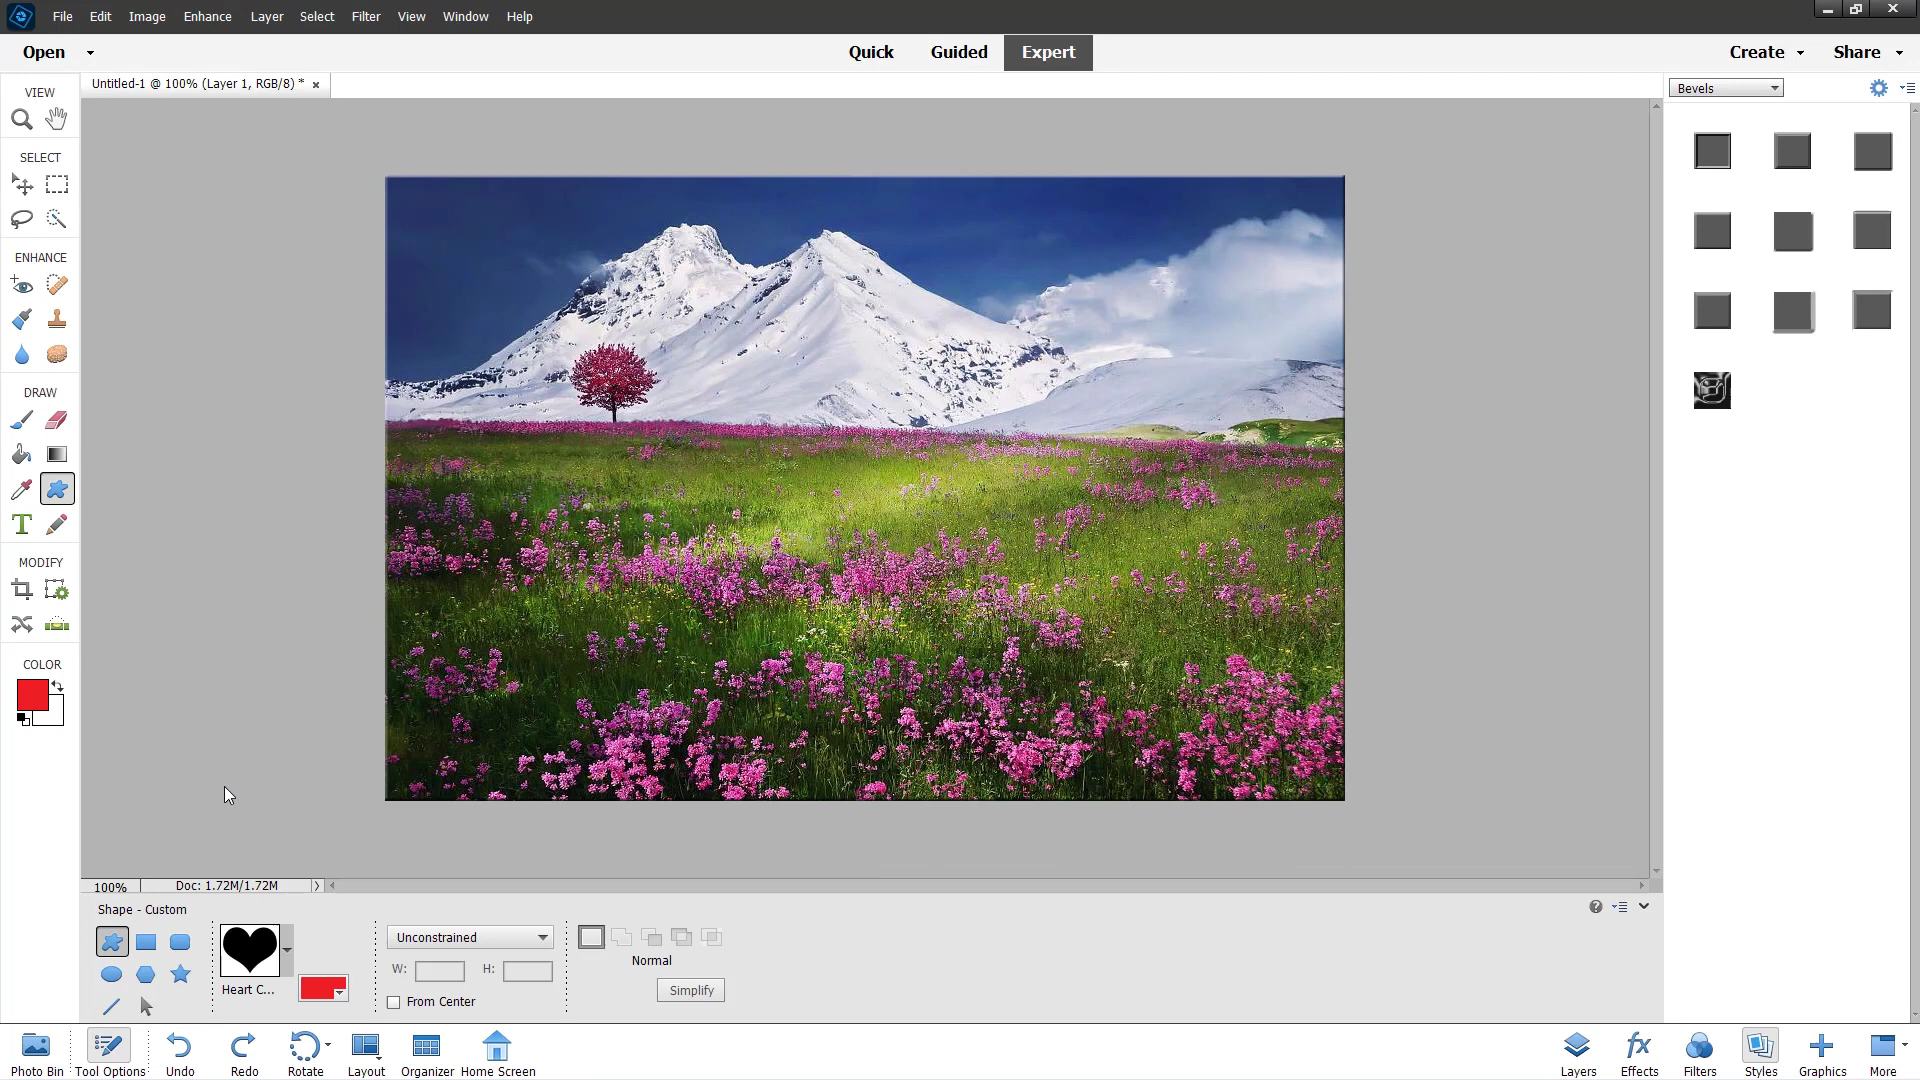 File Edit Image Enhance Layer Select Filter View Window Help
Open Quick Guided Expert Create Share
Untitled-1 @ 100% (Layer 1, RGB/8) * x
Bevels
VIEW
SELECT
ENHANCE
DRAW
T
MODIFY
COLOR
100% Doc: 1.72M/1.72M
Shape - Custom
Unconstrained
Normal
W: H:
Heart C...
Simplify
From Center
Photo Bin Tool Options Undo Redo Rotate Layout Organizer Home Screen fx Layers Effects Filters Styles Graphics More